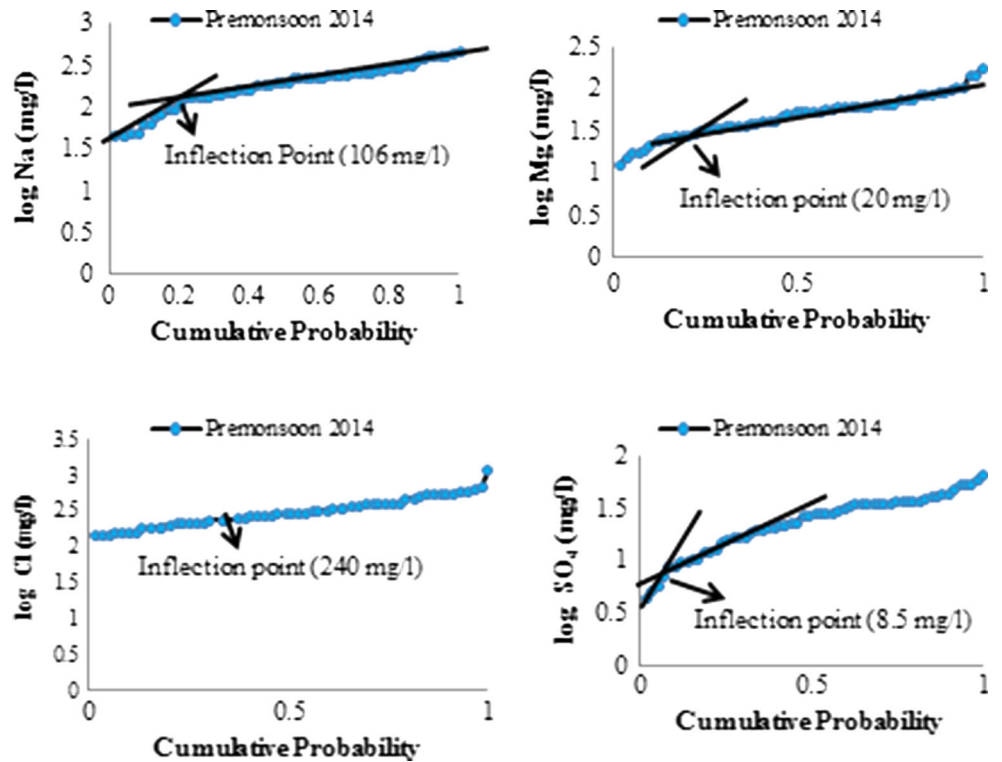 Premonsoon 2014
3
2.5
2
1.5
1
0.5
0
log Na (mg/l)
Inflection Point (106 mg/l)
0 0.2 0.4 0.6 0.8 1
Cumulative Probability
Premonsoon 2014
2.5
2
1.5
1
0.5
0
log Mg (mg/l)
Inflection point (20 mg/l)
0 0.5 1
Cumulative Probability
Premonsoon 2014
3.5
3
2.5
2
1.5
1
0.5
0
log Cl (mg/l)
Inflection point (240 mg/l)
0 0.5 1
Cumulative Probability
Premonsoon 2014
2
1.5
1
0.5
0
log SO₄ (mg/l)
Inflection point (8.5 mg/l)
0 0.5 1
Cumulative Probability